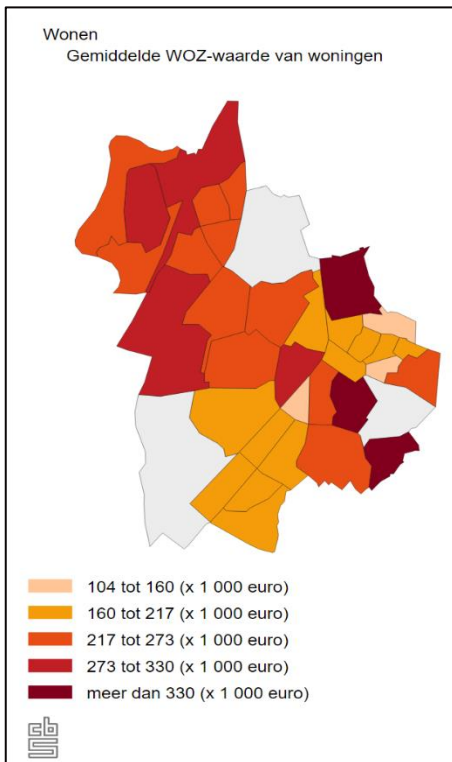 Wonen
Gemiddelde WOZ-waarde van woningen
104 tot 160 (x 1 000 euro)
160 tot 217 (x 1 000 euro)
217 tot 273 (x 1 000 euro)
273 tot 330 (x 1 000 euro)
meer dan 330 (x 1 000 euro)
cbs